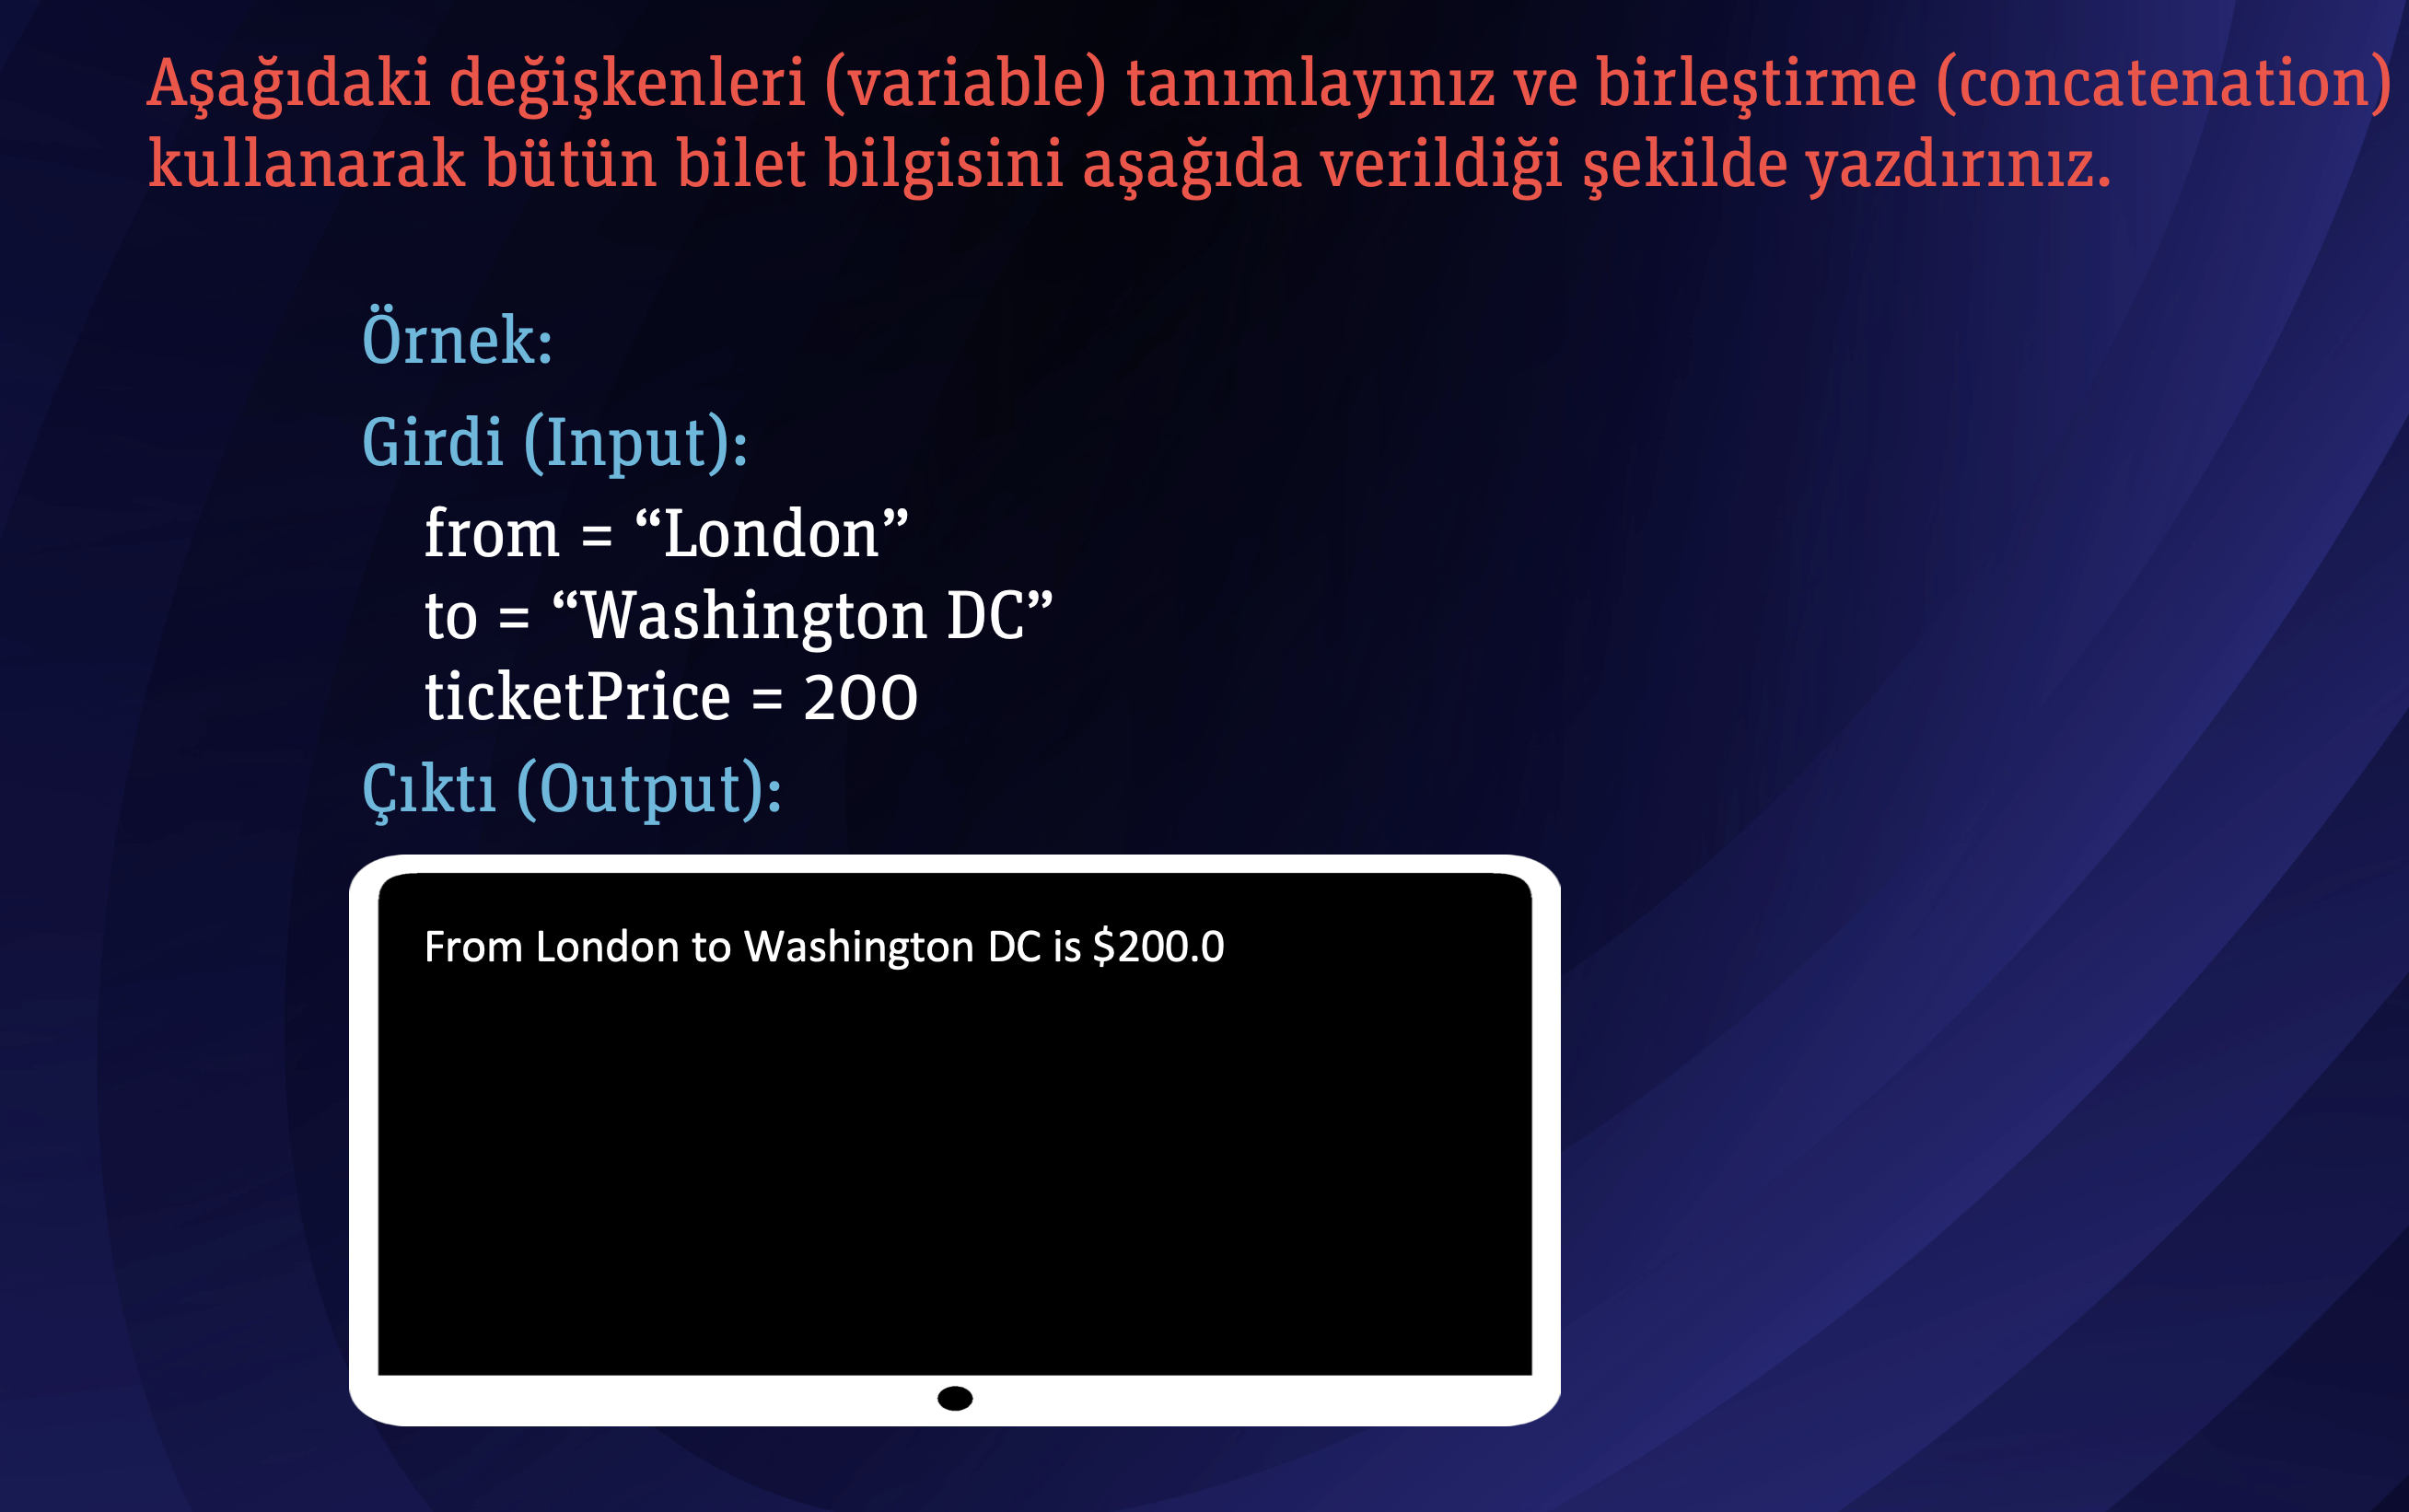 Aşağıdaki değişkenleri (variable) tanımlayınız ve birleştirme (concatenation)
kullanarak bütün bilet bilgisini aşağıda verildiği şekilde yazdırınız.
Örnek:
Girdi (Input):
from = “London”
to = “Washington DC”
ticketPrice = 200
Çıktı (Output):
From London to Washington DC is $200.0